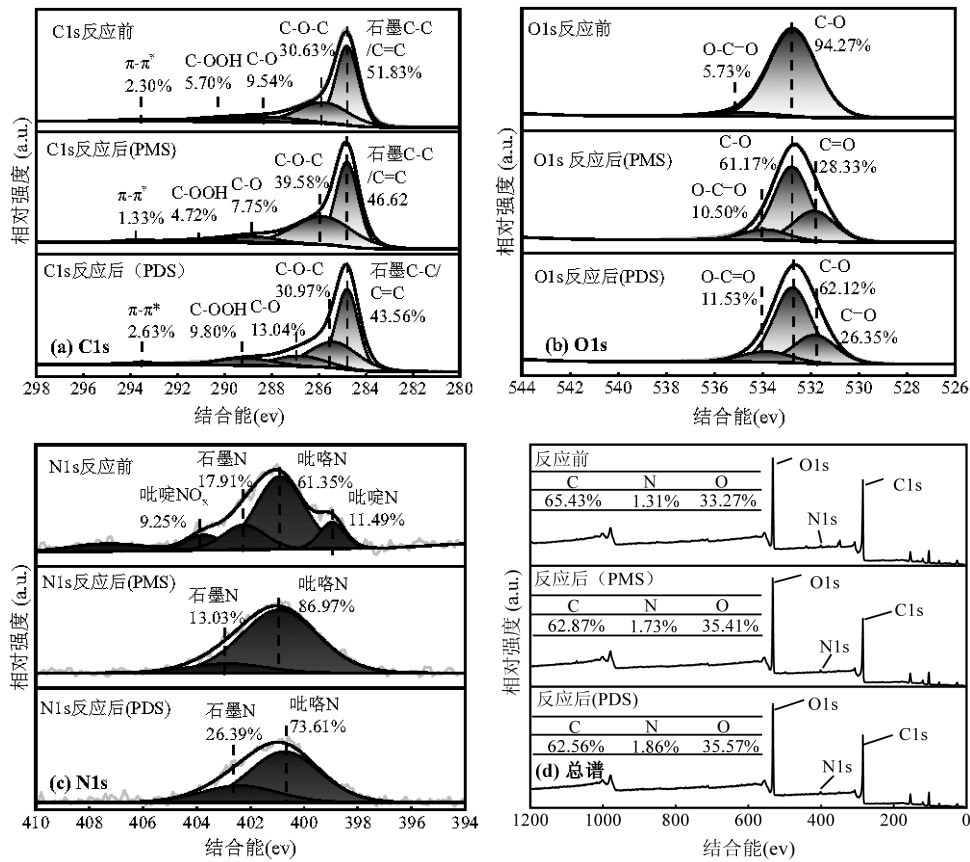 C1s反应前
π-π*
2.30%
C-OOH
5.70%
C-O
9.54%
C-O-C
30.63%
石墨C-C
/C=C
51.83%
C1s反应后(PMS)
π-π*
1.33%
C-OOH
4.72%
C-O
7.75%
C-O-C
39.58%
石墨C-C
/C=C
46.62
C1s反应后（PDS）
π-π*
2.63%
C-OOH
9.80%
C-O
13.04%
C-O-C
30.97%
石墨C-C/
C=C
43.56%
(a) C1s
298 296 294 292 290 288 286 284 282 280
结合能(ev)
相对强度 (a.u.)
O1s反应前
O-C=O
5.73%
C-O
94.27%
O1s 反应后(PMS)
O-C=O
10.50%
C-O
61.17%
C=O
28.33%
O1s反应后(PDS)
O-C=O
11.53%
C-O
62.12%
C=O
26.35%
(b) O1s
544 542 540 538 536 534 532 530 528 526
结合能(ev)
相对强度 (a.u.)
N1s反应前
吡啶NOx
9.25%
石墨N
17.91%
吡咯N
61.35%
吡啶N
11.49%
N1s反应后(PMS)
石墨N
13.03%
吡咯N
86.97%
N1s反应后(PDS)
石墨N
26.39%
吡咯N
73.61%
(c) N1s
410 408 406 404 402 400 398 396 394
结合能(ev)
相对强度 (a.u.)
反应前
C N O
65.43% 1.31% 33.27%
O1s
N1s
C1s
反应后（PMS）
C N O
62.87% 1.73% 35.41%
O1s
N1s
C1s
反应后(PDS)
C N O
62.56% 1.86% 35.57%
O1s
N1s
C1s
(d) 总谱
1200 1000 800 600 400 200 0
结合能(ev)
相对强度 (a.u.)